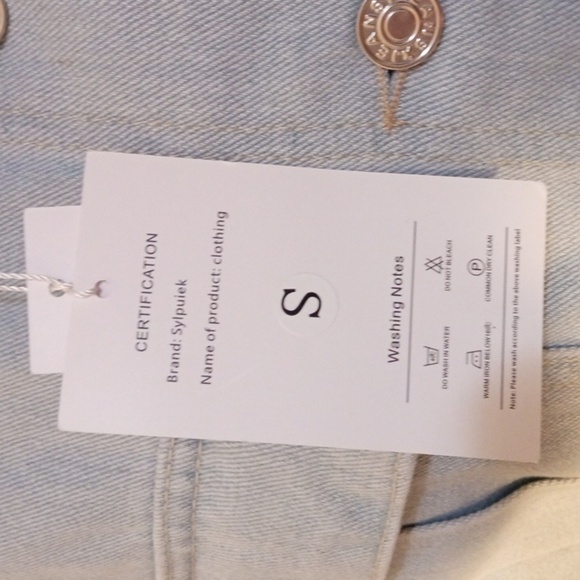 CERTIFICATION
Brand: Sylpuiek
Name of product: clothing
S
Washing Notes
DO WASH IN WATER
DO NOT BLEACH
WARM IRON BELOW
COMMON DRY CLEAN
Note: Please wash according to the above washing label
JEANS